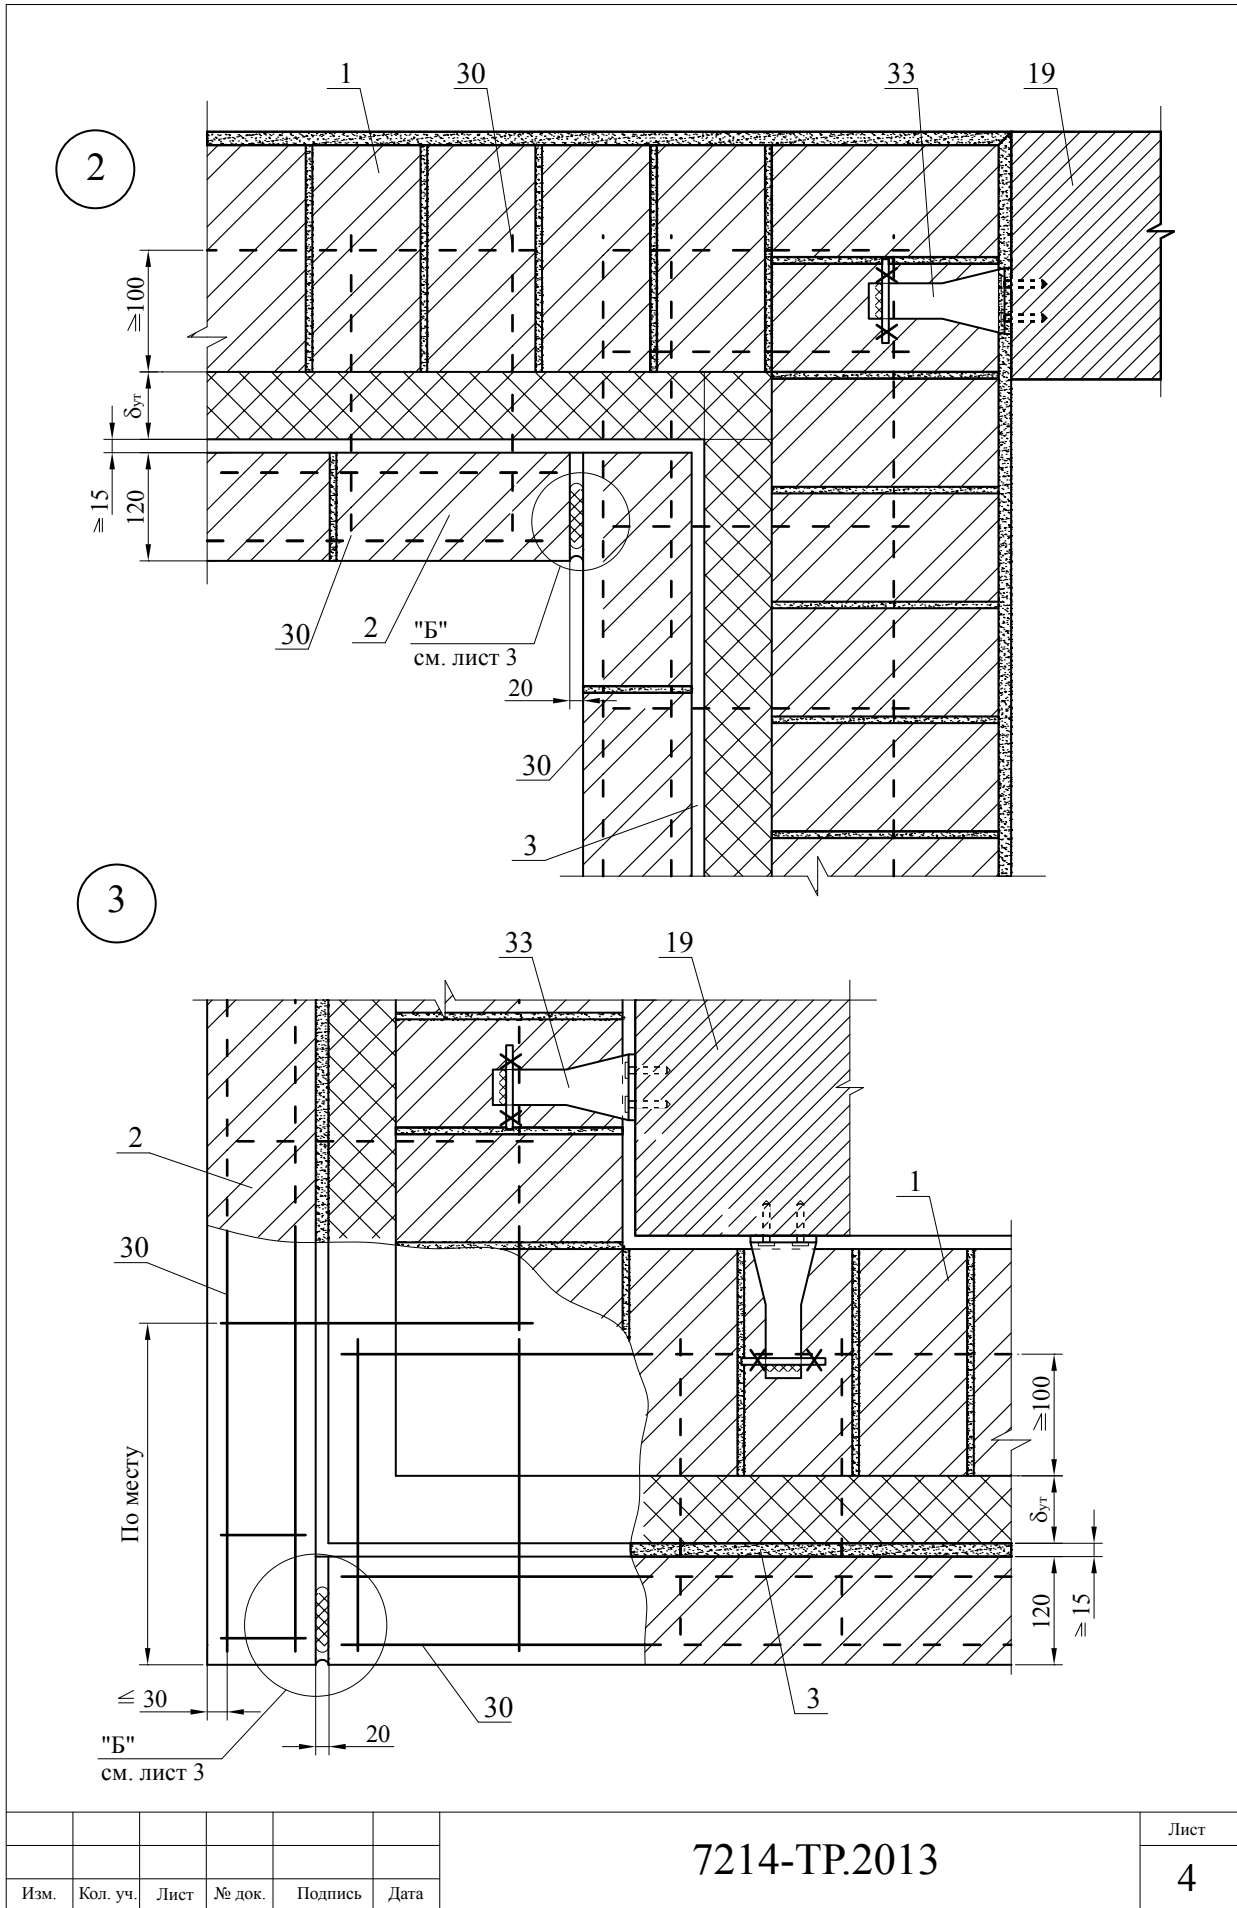 2
1
30
33
19
≥100
δут
≥15
120
30
2
"Б"
см. лист 3
20
30
3
3
33
19
2
1
30
По месту
≥100
δут
120
≥15
≤ 30
"Б"
см. лист 3
20
30
3
Изм.
Кол. уч.
Лист
№ док.
Подпись
Дата
7214-ТР.2013
Лист
4